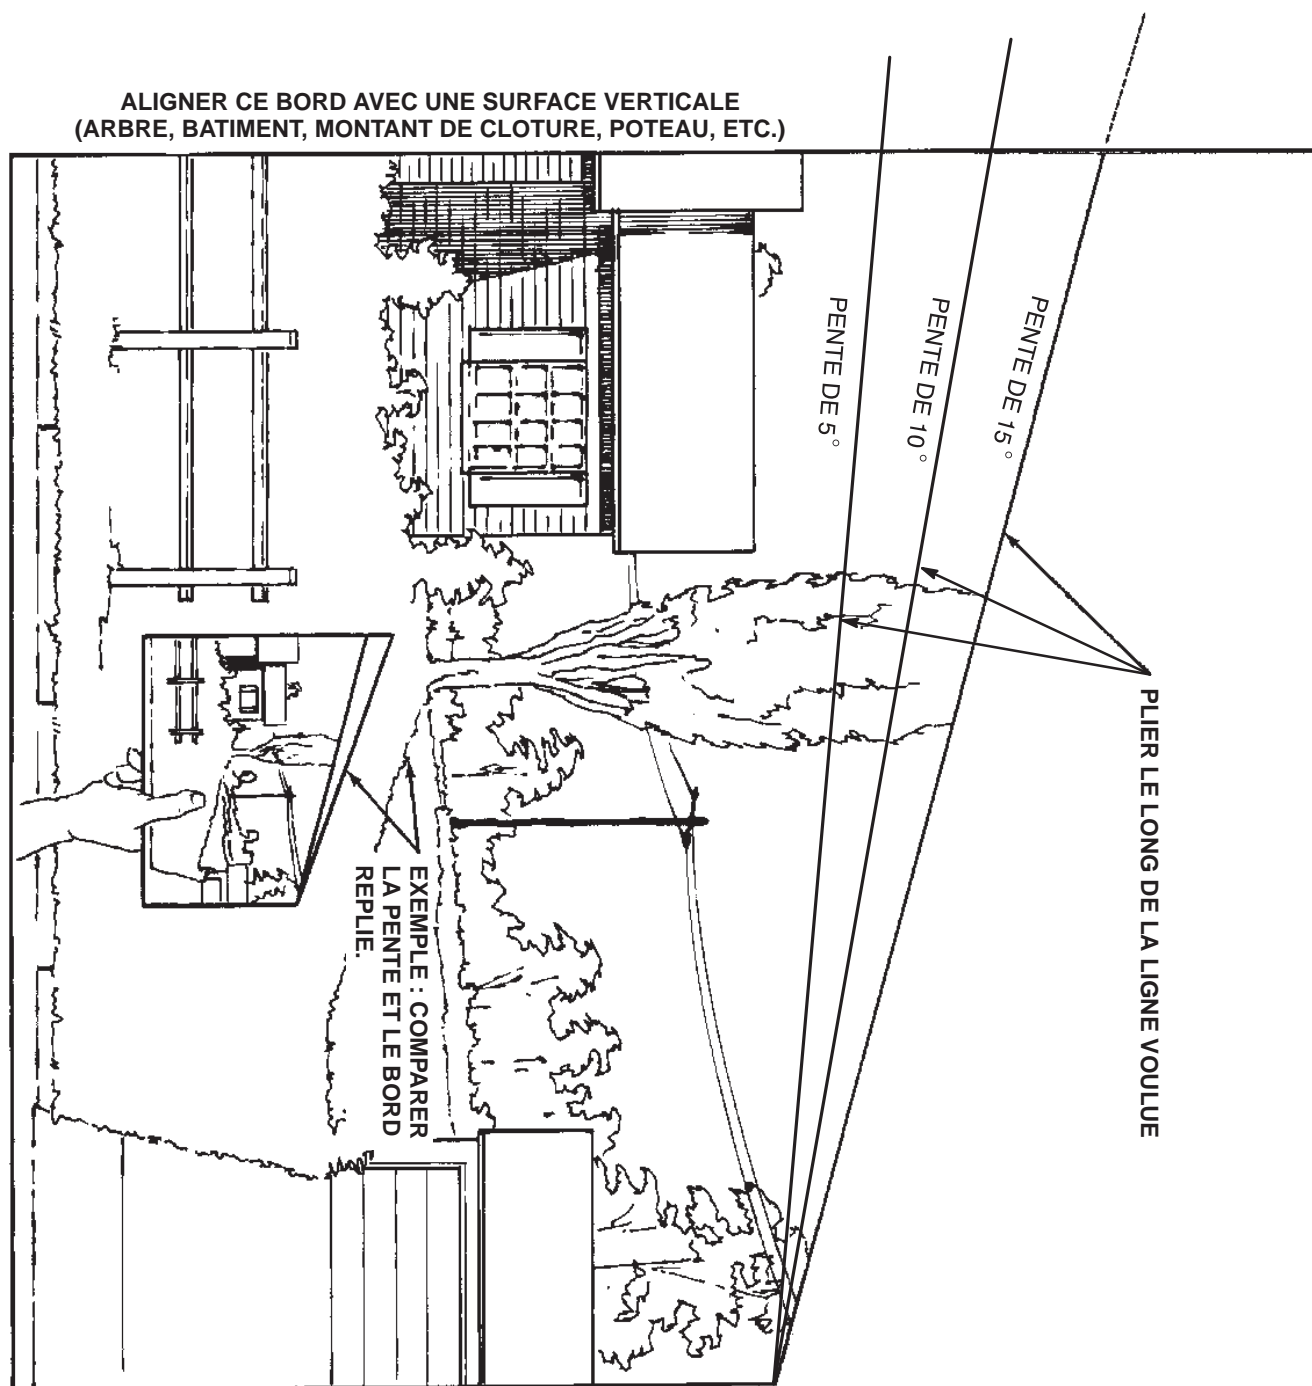 ALIGNER CE BORD AVEC UNE SURFACE VERTICALE
(ARBRE, BATIMENT, MONTANT DE CLOTURE, POTEAU, ETC.)
PENTE DE 15°
PENTE DE 10°
PENTE DE 5°
PLIER LE LONG DE LA LIGNE VOULUE
EXEMPLE : COMPARER
LA PENTE ET LE BORD
REPLIE.